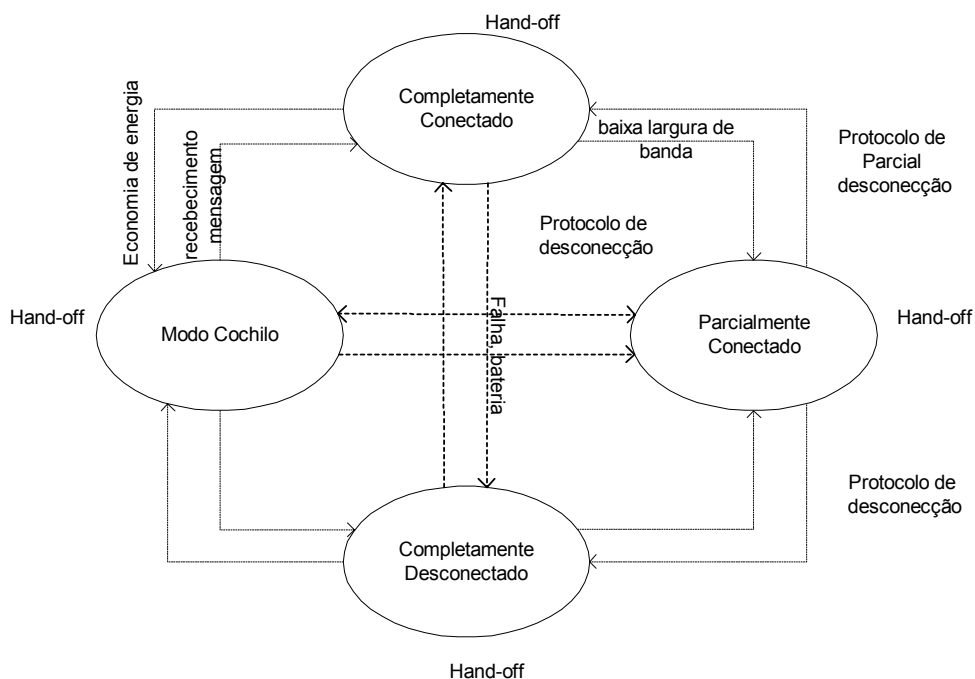 Hand-off
Completamente
Conectado
baixa largura de
banda
Protocolo de
Parcial
desconecção
Economia de energia
recebecimento
mensagem
Protocolo de
desconecção
Hand-off
Modo Cochilo
Falha, bateria
Parcialmente
Conectado
Hand-off
Protocolo de
desconecção
Completamente
Desconectado
Hand-off